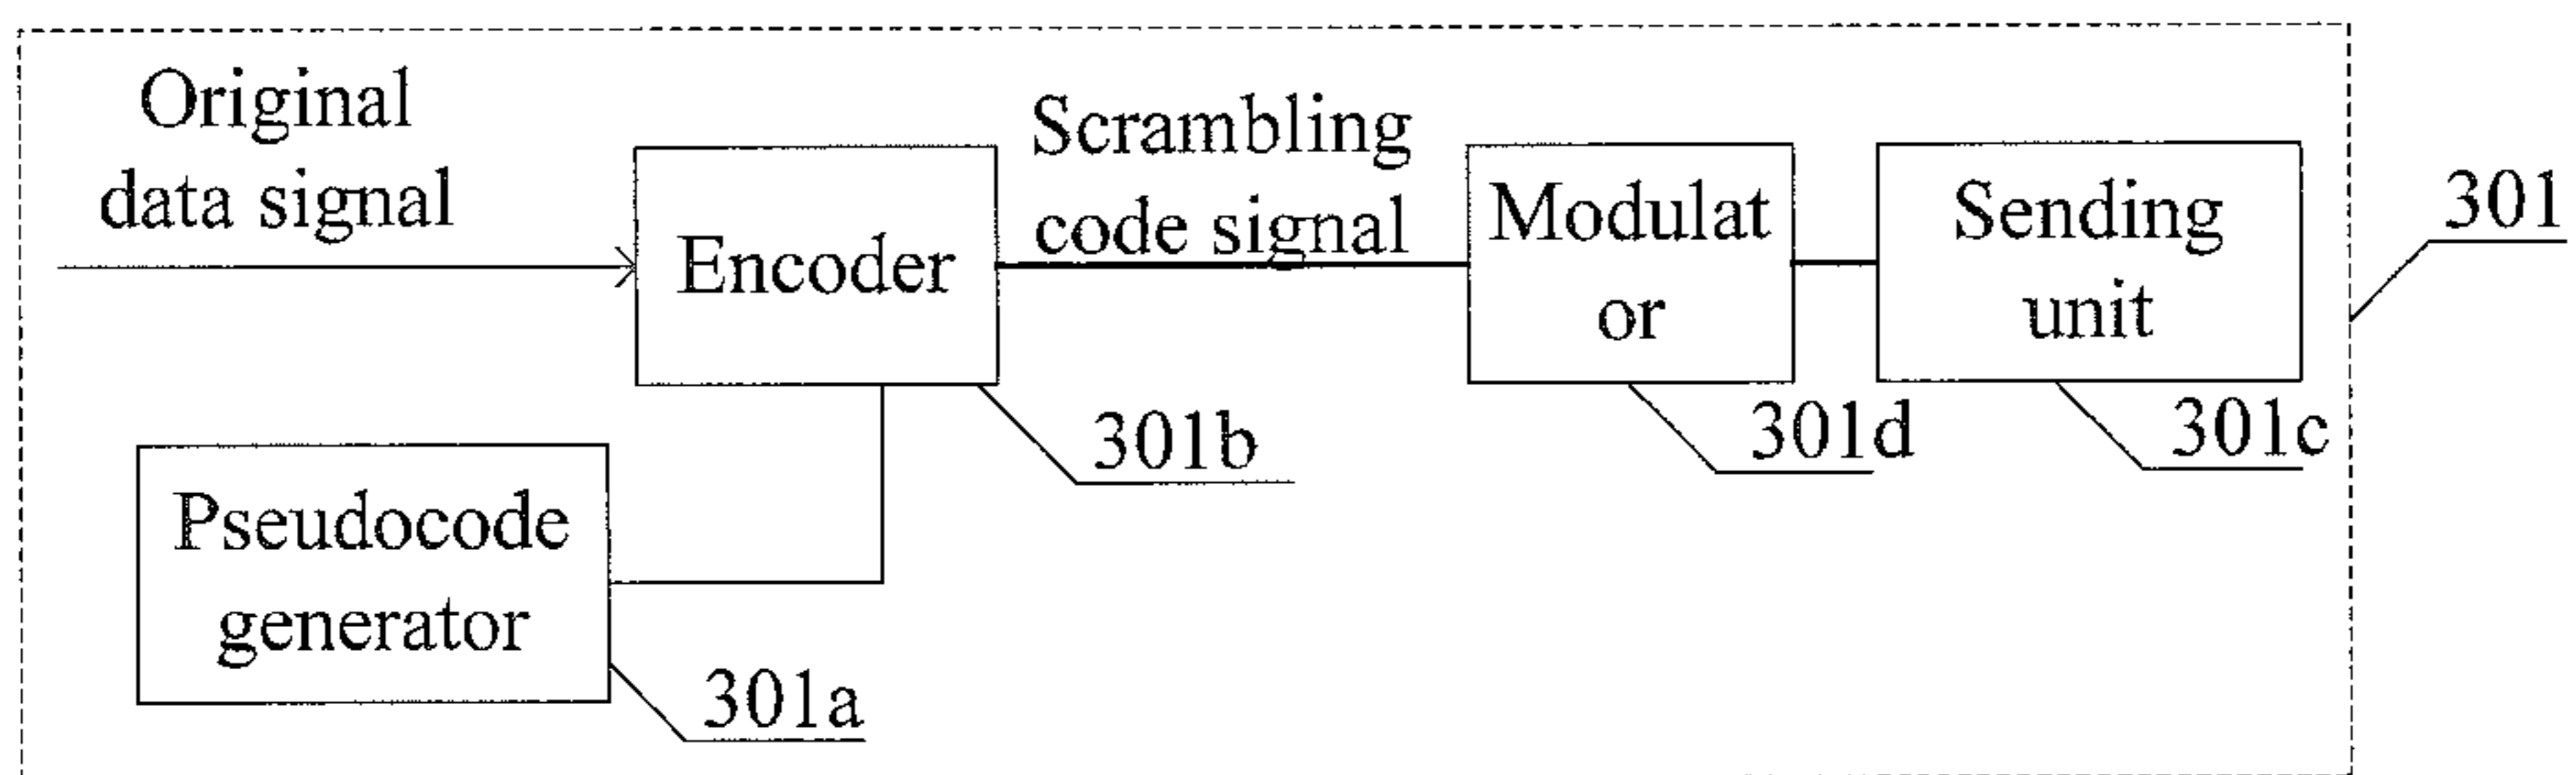 Original
data signal
Encoder
Scrambling
code signal
Modulat
or
Sending
unit
301
301b
301d
301c
Pseudocode
generator
301a